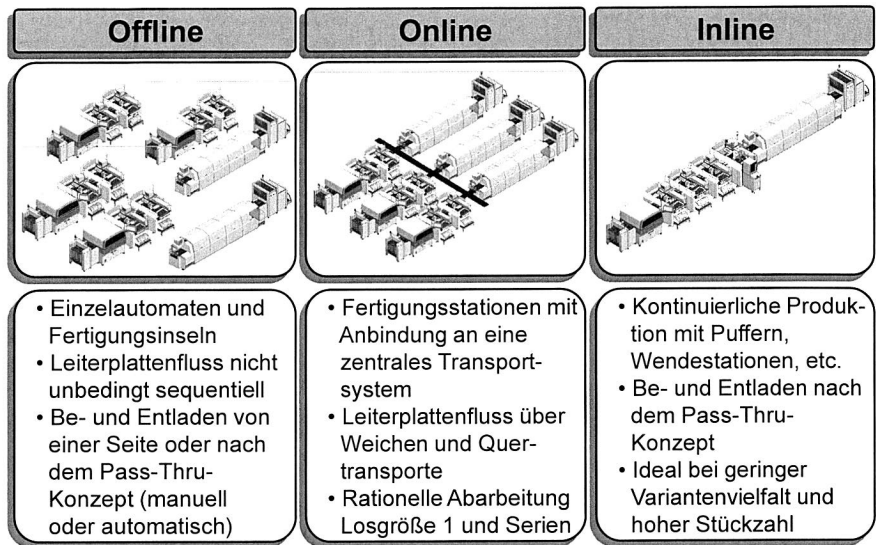 Offline
Online
Inline
• Einzelautomaten und
Fertigungsinseln
• Leiterplattenfluss nicht
unbedingt sequentiell
• Be- und Entladen von
einer Seite oder nach
dem Pass-Thru-
Konzept (manuell
oder automatisch)
• Fertigungsstationen mit
Anbindung an eine
zentrales Transport-
system
• Leiterplattenfluss über
Weichen und Quer-
transporte
• Rationelle Abarbeitung
Losgröße 1 und Serien
• Kontinuierliche Produk-
tion mit Puffern,
Wendestationen, etc.
• Be- und Entladen nach
dem Pass-Thru-
Konzept
• Ideal bei geringer
Variantenvielfalt und
hoher Stückzahl